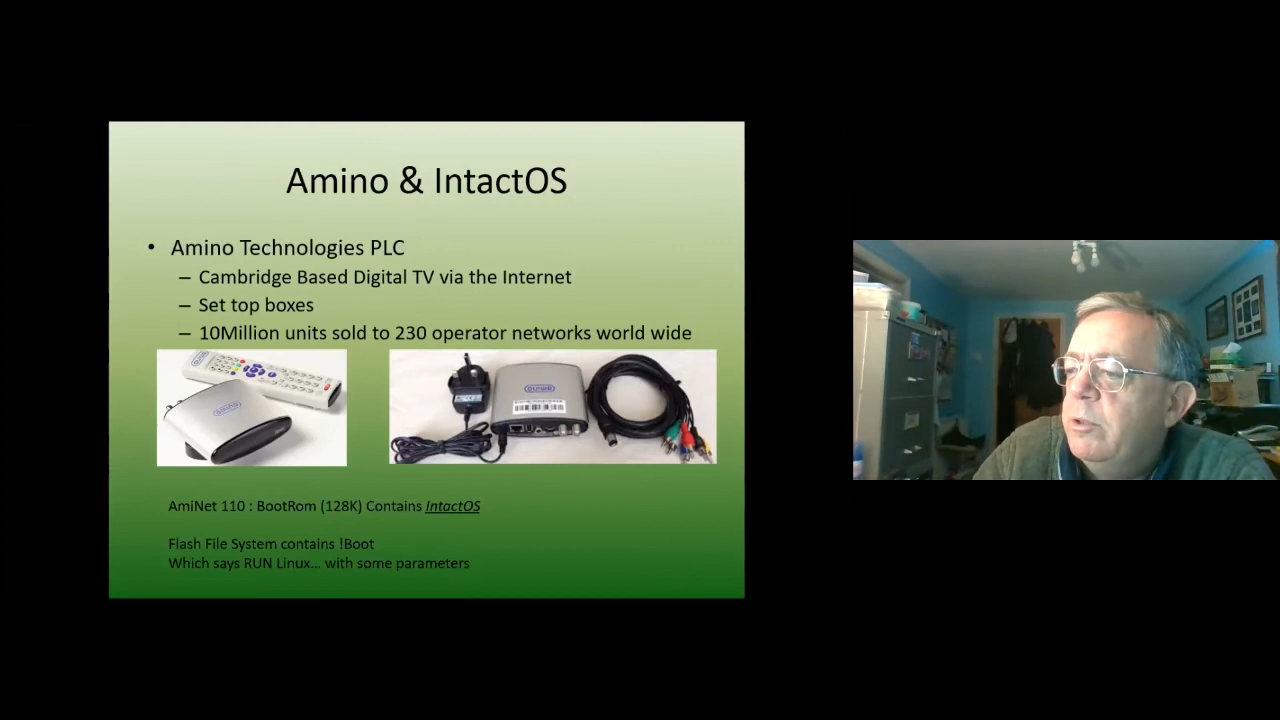 Amino & IntactOS
• Amino Technologies PLC
– Cambridge Based Digital TV via the Internet
– Set top boxes
– 10Million units sold to 230 operator networks world wide
AmiNet 110 : BootRom (128K) Contains IntactOS
Flash File System contains !Boot
Which says RUN Linux... with some parameters